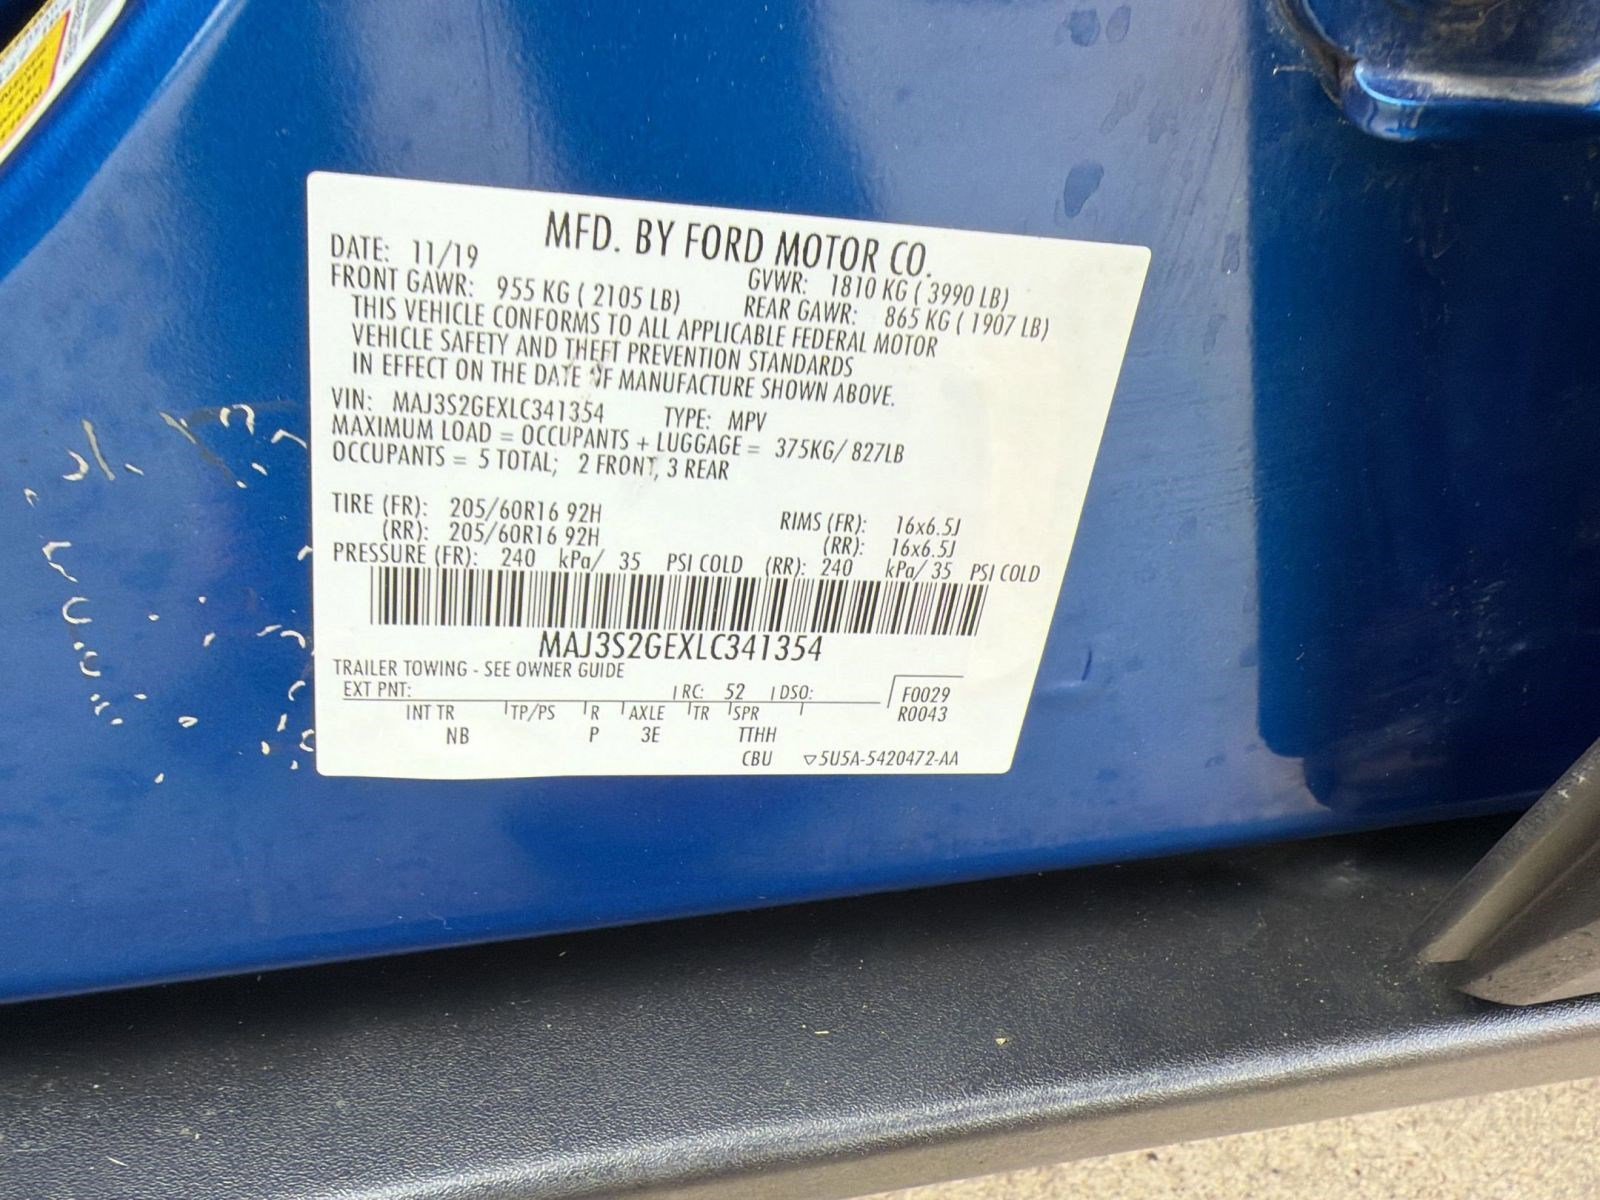 MFD. BY FORD MOTOR CO.
DATE: 11/19
GVWR: 1810 KG ( 3990 LB)
FRONT GAWR: 955 KG ( 2105 LB)
REAR GAWR: 865 KG ( 1907 LB)
THIS VEHICLE CONFORMS TO ALL APPLICABLE FEDERAL MOTOR
VEHICLE SAFETY AND THEFT PREVENTION STANDARDS
IN EFFECT ON THE DATE OF MANUFACTURE SHOWN ABOVE.
VIN: MAJ3S2GEXLC341354 TYPE: MPV
MAXIMUM LOAD = OCCUPANTS + LUGGAGE = 375KG/ 827LB
OCCUPANTS = 5 TOTAL; 2 FRONT, 3 REAR
TIRE (FR): 205/60R16 92H RIMS (FR): 16x6.5J
(RR): 205/60R16 92H (RR): 16x6.5J
PRESSURE (FR): 240 kPa/ 35 PSI COLD (RR): 240 kPa/ 35 PSI COLD
MAJ3S2GEXLC341354
TRAILER TOWING - SEE OWNER GUIDE
EXT PNT: RC: 52 DSO: F0029
INT TR TP/PS R AXLE TR SPR R0043
NB P 3E TTHH
CBU ▽5U5A-5420472-AA